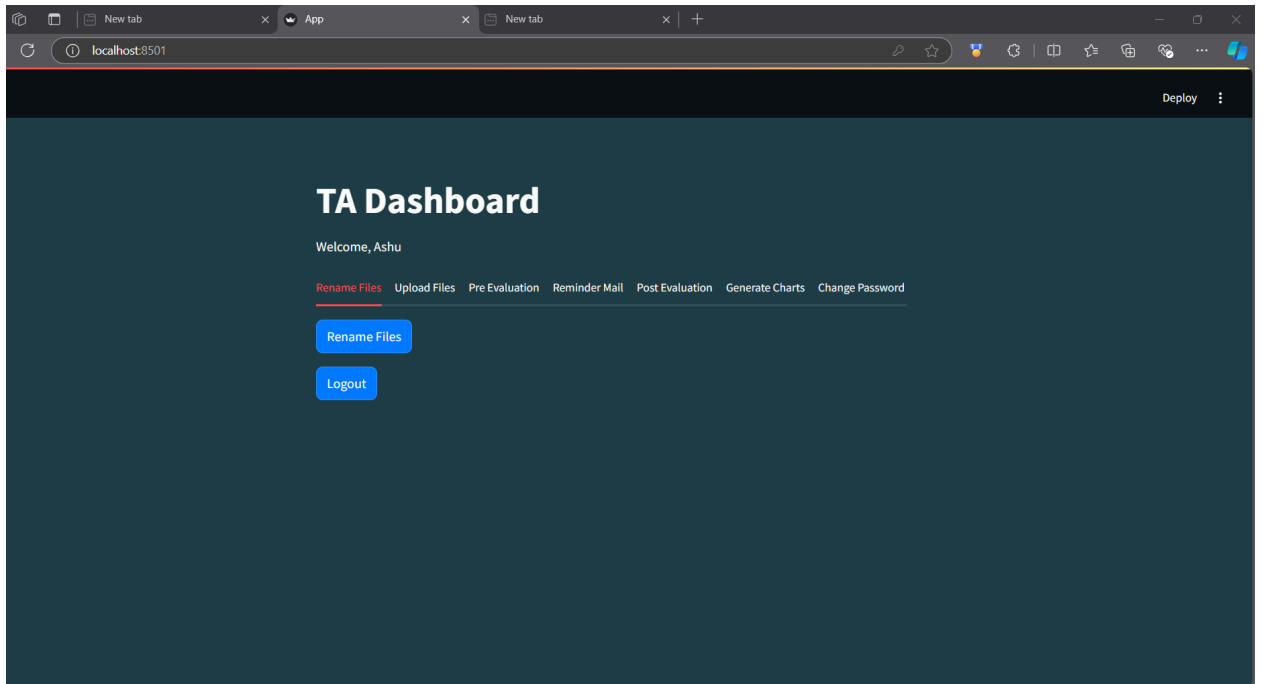 New tab App New tab
localhost:8501
Deploy
TA Dashboard
Welcome, Ashu
Rename Files Upload Files Pre Evaluation Reminder Mail Post Evaluation Generate Charts Change Password
Rename Files
Logout